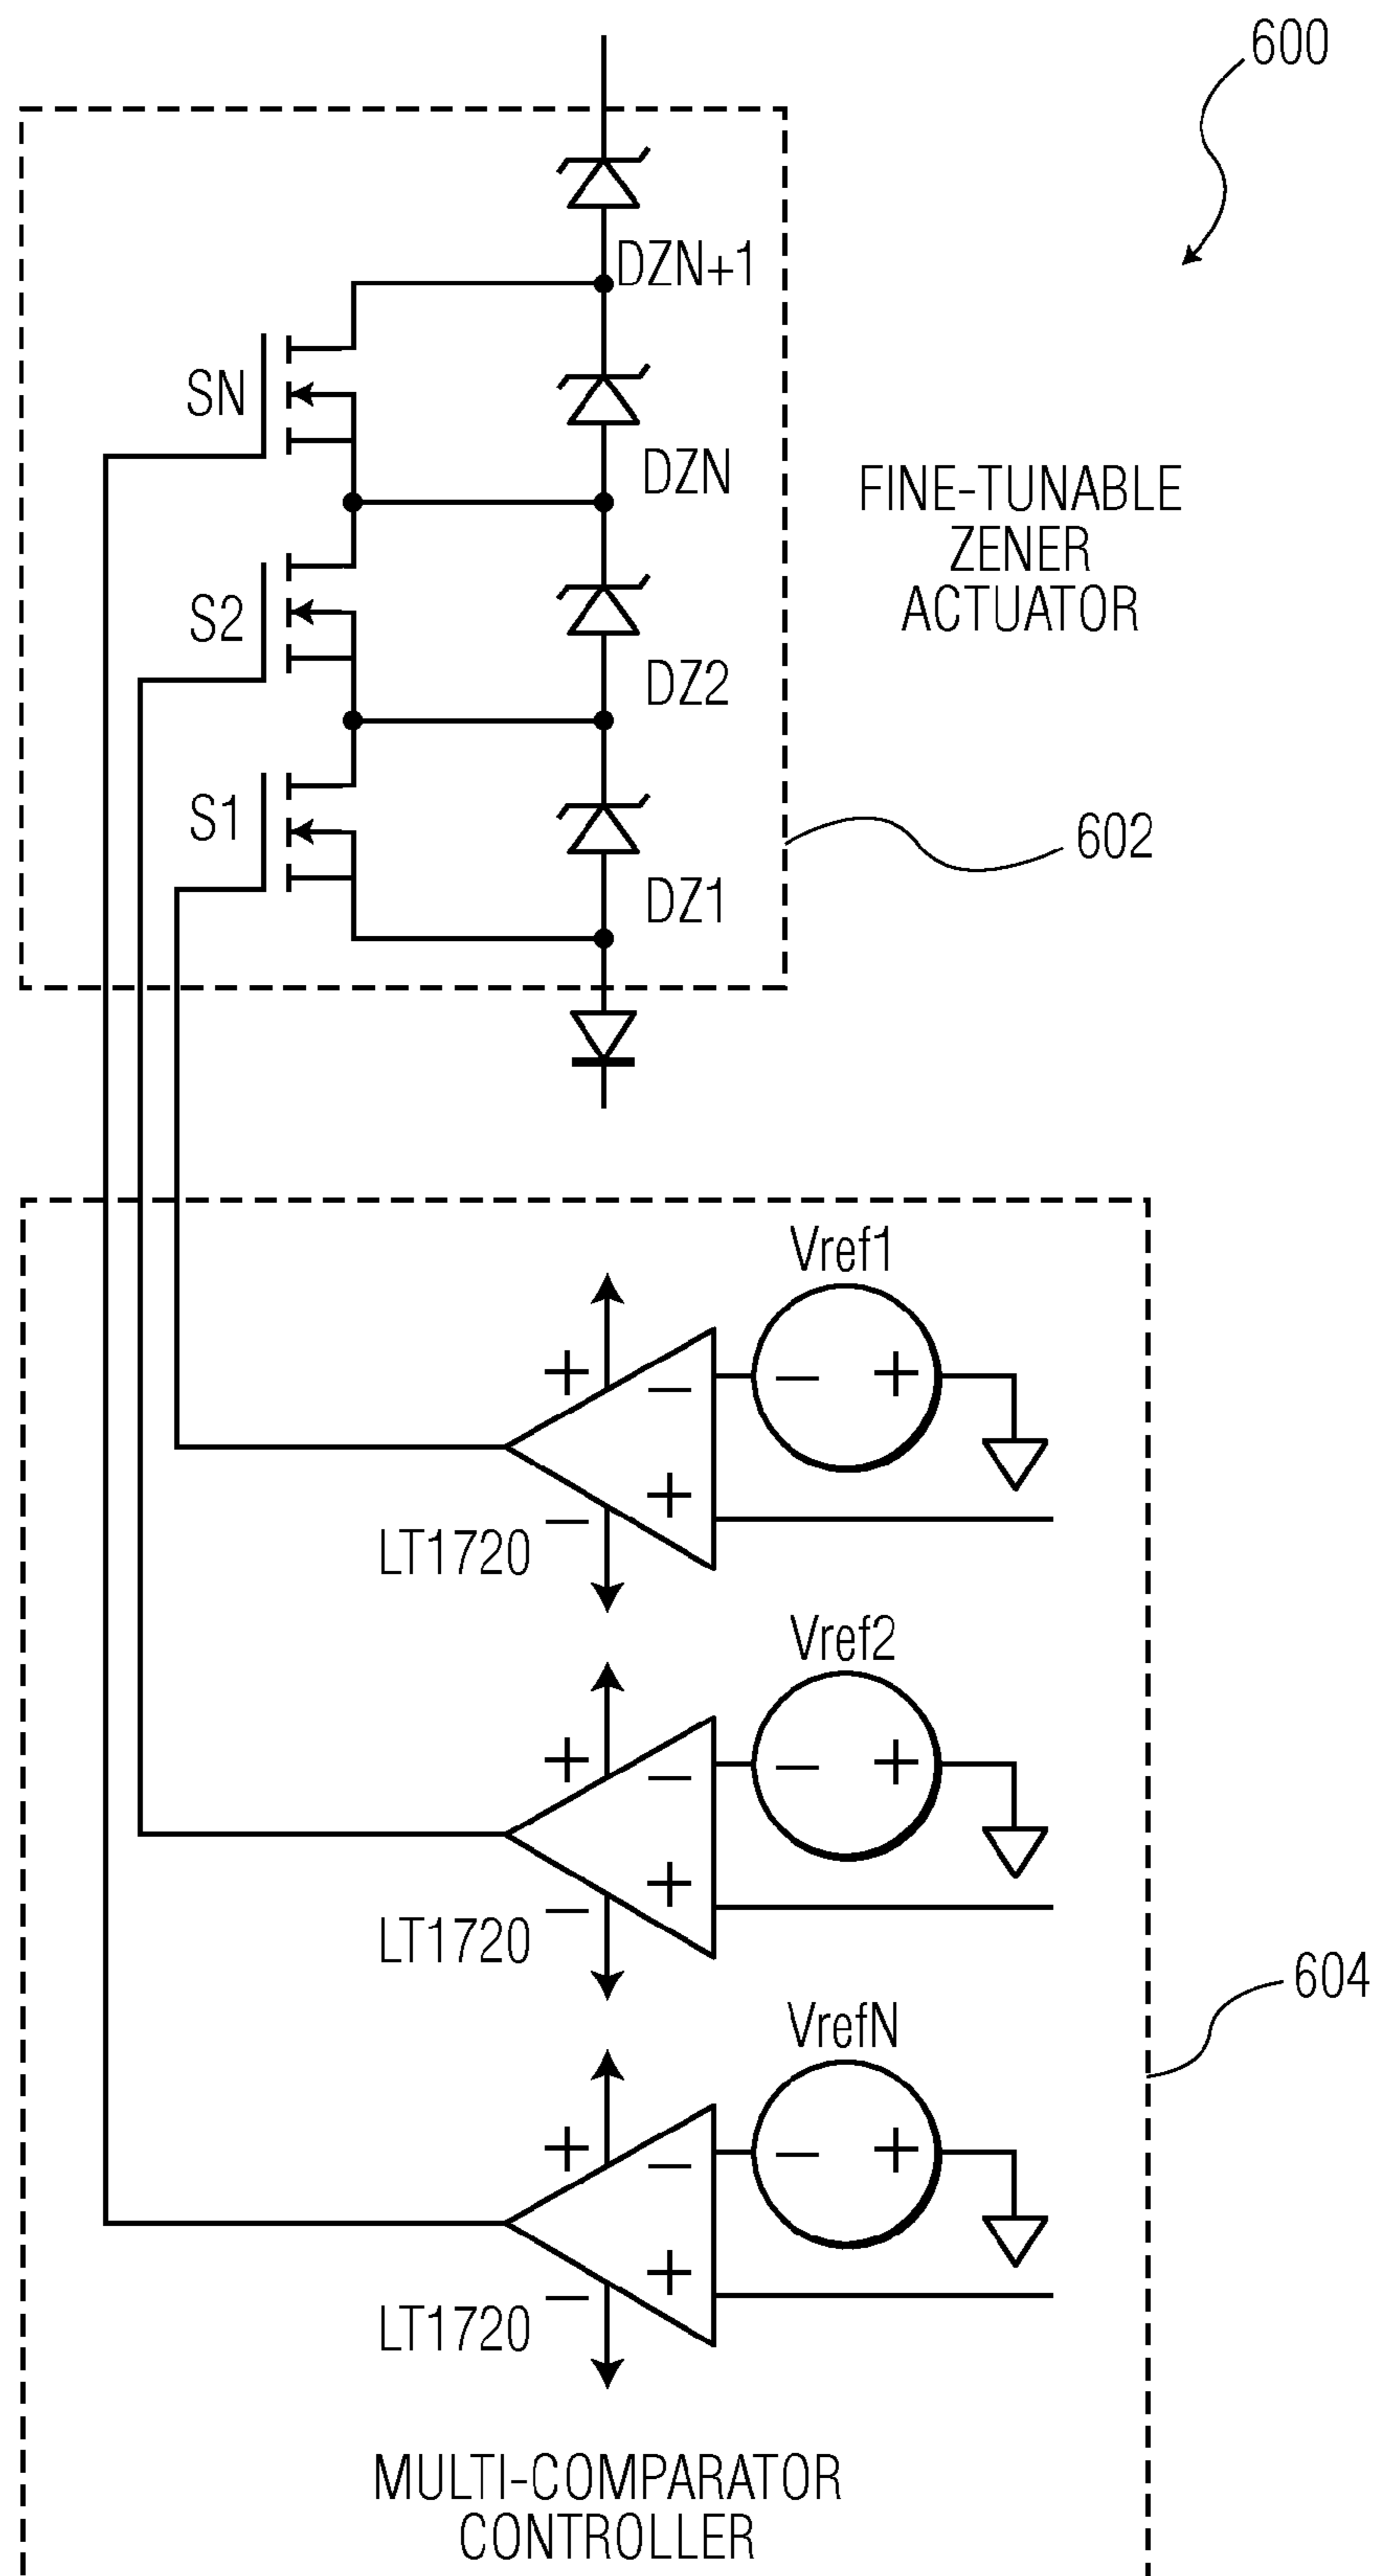 600
DZN+1
SN
DZN
FINE-TUNABLE
ZENER
ACTUATOR
S2
DZ2
S1
602
DZ1
Vref1
− +
+ −
+
− LT1720
Vref2
− +
+ −
+
− LT1720
604
VrefN
− +
+ −
+
− LT1720
MULTI-COMPARATOR
CONTROLLER